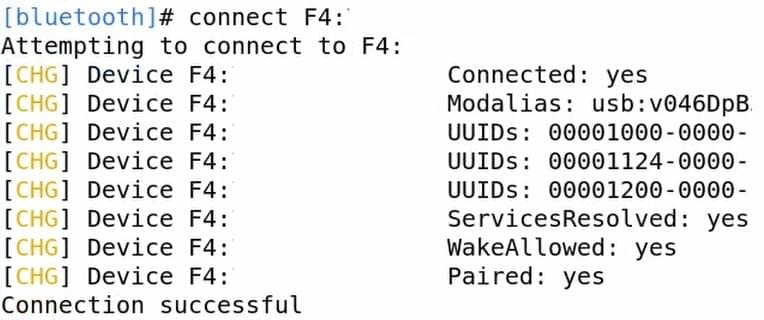 [bluetooth]# connect F4:
Attempting to connect to F4:
[CHG] Device F4: Connected: yes
[CHG] Device F4: Modalias: usb:v046DpB
[CHG] Device F4: UUIDs: 00001000-0000-
[CHG] Device F4: UUIDs: 00001124-0000-
[CHG] Device F4: UUIDs: 00001200-0000-
[CHG] Device F4: ServicesResolved: yes
[CHG] Device F4: WakeAllowed: yes
[CHG] Device F4: Paired: yes
Connection successful